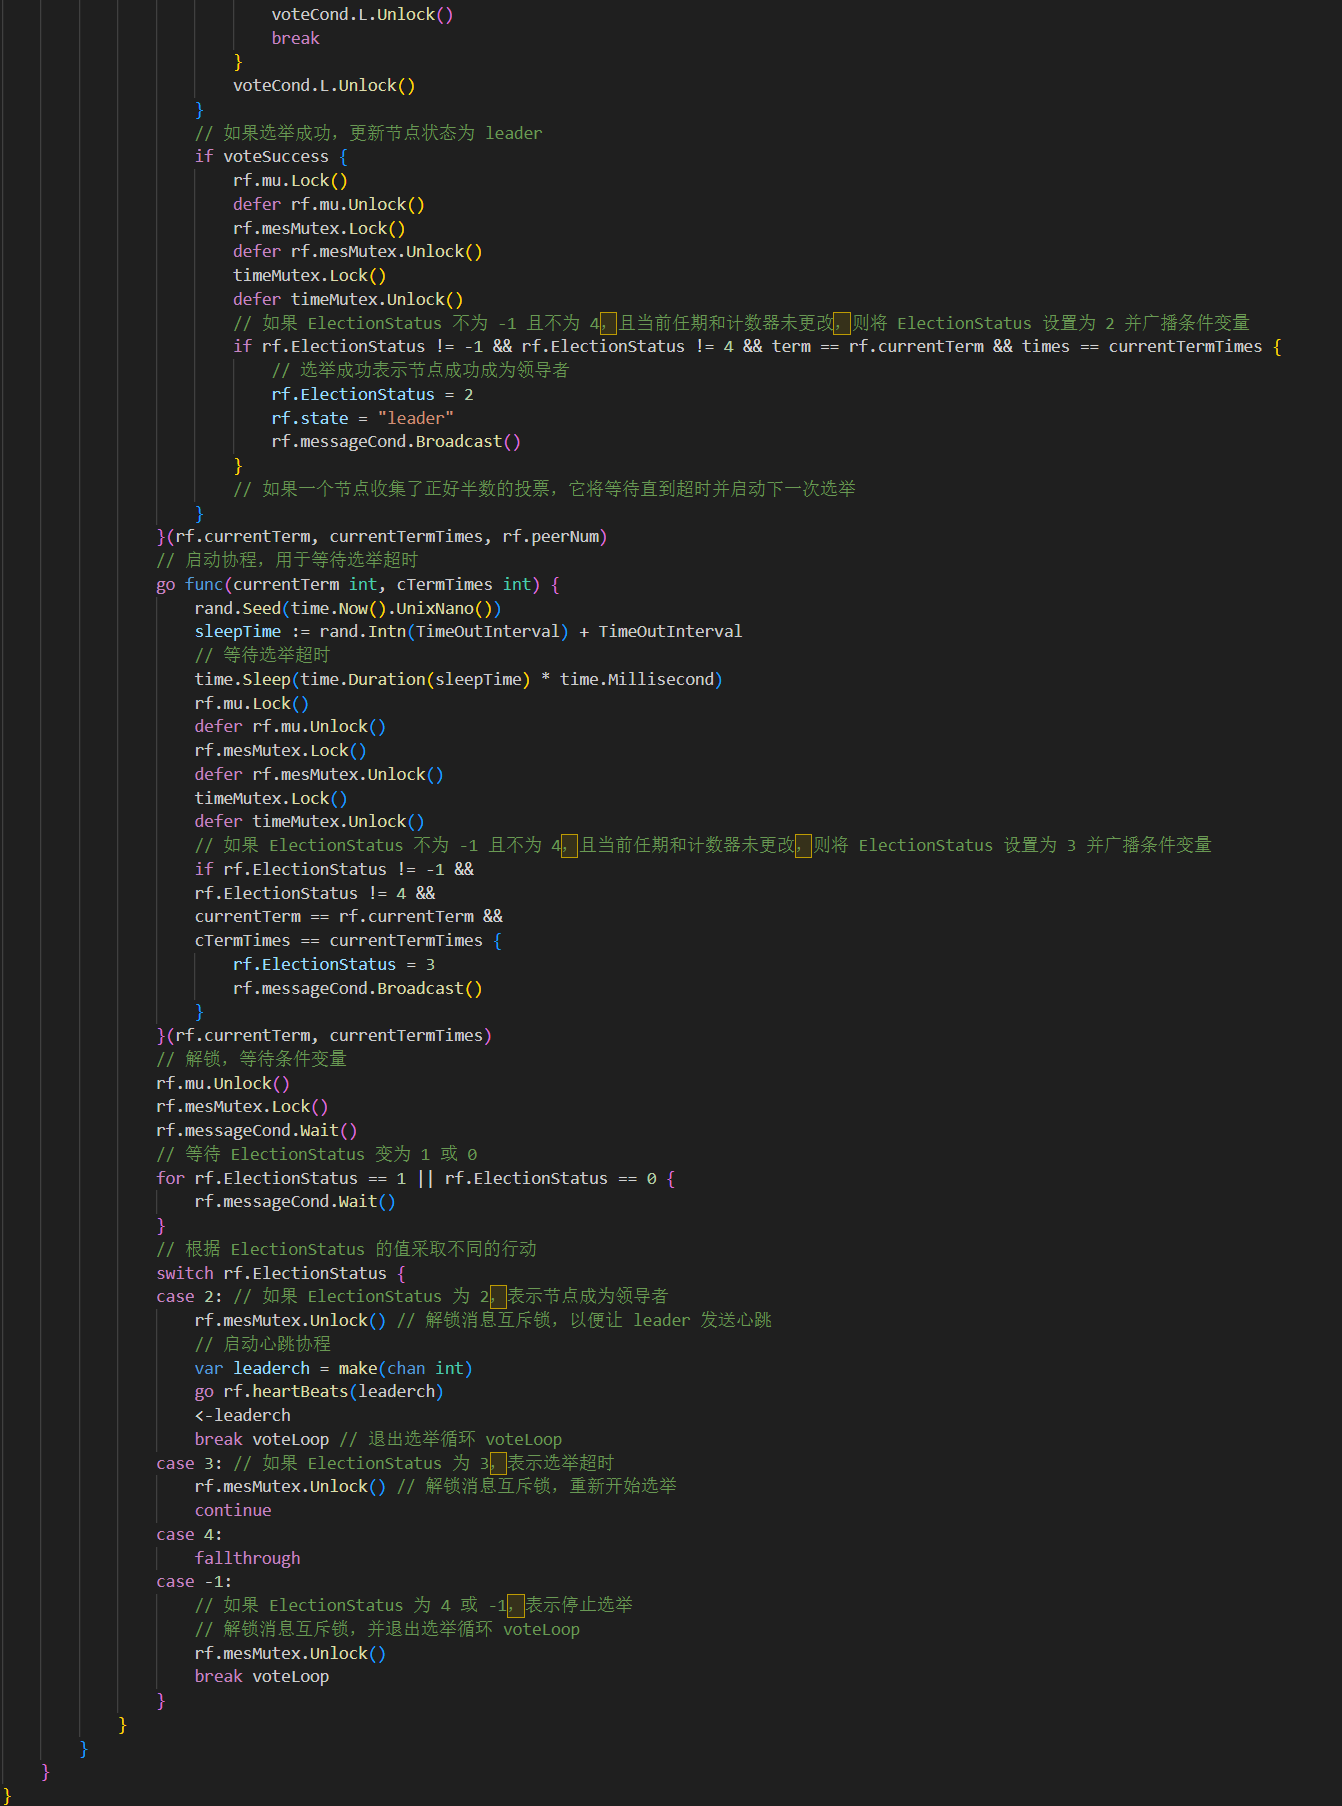 voteCond.L.Unlock()
break
}
voteCond.L.Unlock()
}
// 如果选举成功，更新节点状态为 leader
if voteSuccess {
rf.mu.Lock()
defer rf.mu.Unlock()
rf.mesMutex.Lock()
defer rf.mesMutex.Unlock()
timeMutex.Lock()
defer timeMutex.Unlock()
// 如果 ElectionStatus 不为 -1 且不为 4，且当前任期和计数器未更改，则将 ElectionStatus 设置为 2 并广播条件变量
if rf.ElectionStatus != -1 && rf.ElectionStatus != 4 && term == rf.currentTerm && times == currentTermTimes {
// 选举成功表示节点成功成为领导者
rf.ElectionStatus = 2
rf.state = "leader"
rf.messageCond.Broadcast()
}
// 如果一个节点收集了正好半数的投票，它将等待直到超时并启动下一次选举
}
}(rf.currentTerm, currentTermTimes, rf.peerNum)
// 启动协程，用于等待选举超时
go func(currentTerm int, cTermTimes int) {
rand.Seed(time.Now().UnixNano())
sleepTime := rand.Intn(TimeOutInterval) + TimeOutInterval
// 等待选举超时
time.Sleep(time.Duration(sleepTime) * time.Millisecond)
rf.mu.Lock()
defer rf.mu.Unlock()
rf.mesMutex.Lock()
defer rf.mesMutex.Unlock()
timeMutex.Lock()
defer timeMutex.Unlock()
// 如果 ElectionStatus 不为 -1 且不为 4，且当前任期和计数器未更改，则将 ElectionStatus 设置为 3 并广播条件变量
if rf.ElectionStatus != -1 &&
rf.ElectionStatus != 4 &&
currentTerm == rf.currentTerm &&
cTermTimes == currentTermTimes {
rf.ElectionStatus = 3
rf.messageCond.Broadcast()
}
}(rf.currentTerm, currentTermTimes)
// 解锁，等待条件变量
rf.mu.Unlock()
rf.mesMutex.Lock()
rf.messageCond.Wait()
// 等待 ElectionStatus 变为 1 或 0
for rf.ElectionStatus == 1 || rf.ElectionStatus == 0 {
rf.messageCond.Wait()
}
// 根据 ElectionStatus 的值采取不同的行动
switch rf.ElectionStatus {
case 2: // 如果 ElectionStatus 为 2，表示节点成为领导者
rf.mesMutex.Unlock() // 解锁消息互斥锁，以便让 leader 发送心跳
// 启动心跳协程
var leaderch = make(chan int)
go rf.heartBeats(leaderch)
<-leaderch
break voteLoop // 退出选举循环 voteLoop
case 3: // 如果 ElectionStatus 为 3，表示选举超时
rf.mesMutex.Unlock() // 解锁消息互斥锁，重新开始选举
continue
case 4:
fallthrough
case -1:
// 如果 ElectionStatus 为 4 或 -1，表示停止选举
// 解锁消息互斥锁，并退出选举循环 voteLoop
rf.mesMutex.Unlock()
break voteLoop
}
}
}
}
}